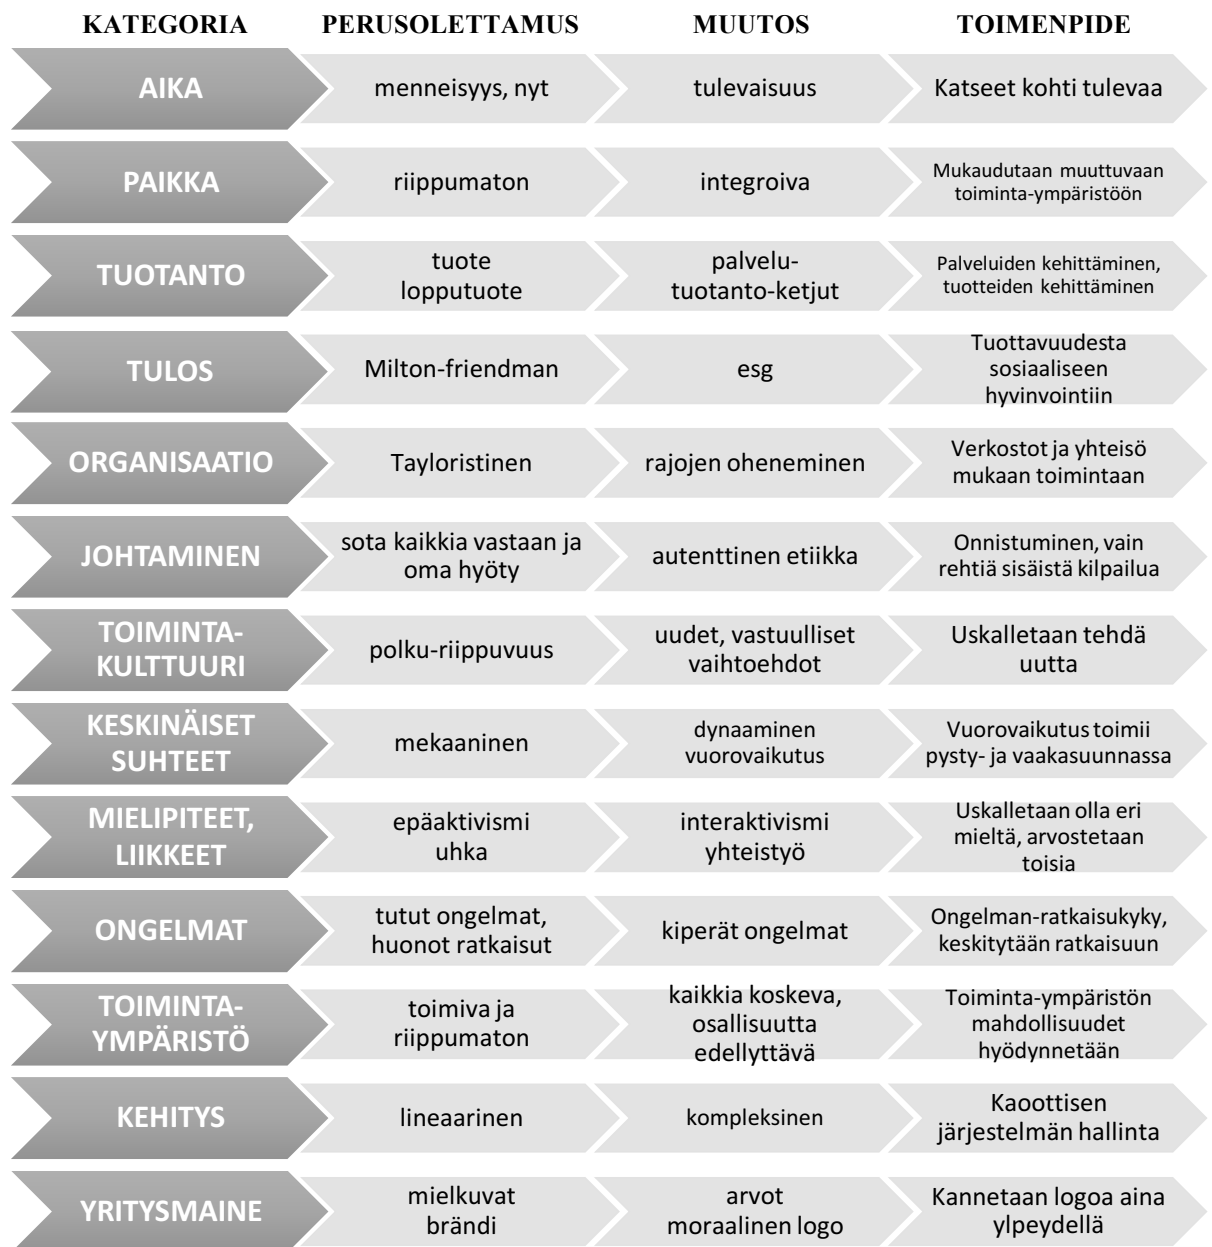 KATEGORIA PERUSOLETTAMUS MUUTOS TOIMENPIDE
AIKA
menneisyys, nyt
tulevaisuus
Katseet kohti tulevaa
PAIKKA
riippumaton
integroiva
Mukaudutaan muuttuvaan
toiminta-ympäristöön
TUOTANTO
tuote
lopputuote
palvelu-
tuotanto-ketjut
Palveluiden kehittäminen,
tuotteiden kehittäminen
TULOS
Milton-friendman
esg
Tuottavuudesta
sosiaaliseen
hyvinvointiin
ORGANISAATIO
Tayloristinen
rajojen oheneminen
Verkostot ja yhteisö
mukaan toimintaan
JOHTAMINEN
sota kaikkia vastaan ja
oma hyöty
autenttinen etiikka
Onnistuminen, vain
rehtiä sisäistä kilpailua
TOIMINTA-
KULTTUURI
polku-riippuvuus
uudet, vastuulliset
vaihtoehdot
Uskalletaan tehdä
uutta
KESKINÄISET
SUHTEET
mekaaninen
dynaaminen
vuorovaikutus
Vuorovaikutus toimii
pysty- ja vaakasuunnassa
MIELIPITEET,
LIIKKEET
epäaktivismi
uhka
interaktivismi
yhteistyö
Uskalletaan olla eri
mieltä, arvostetaan
toisia
ONGELMAT
tutut ongelmat,
huonot ratkaisut
kiperät ongelmat
Ongelman-ratkaisukyky,
keskitytään ratkaisuun
TOIMINTA-
YMPÄRISTÖ
toimiva ja
riippumaton
kaikkia koskeva,
osallisuutta
edellyttävä
Toiminta-ympäristön
mahdollisuudet
hyödynnetään
KEHITYS
lineaarinen
kompleksinen
Kaoottisen
järjestelmän hallinta
YRITYSMAINE
mielkuvat
brändi
arvot
moraalinen logo
Kannetaan logoa aina
ylpeydellä